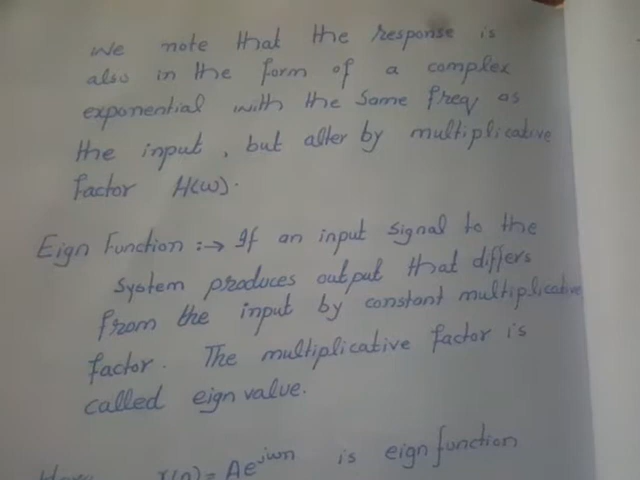 We note that the response is
also in the form of a complex
exponential with the same freq as
the input, but alter by multiplicative
factor H(ω).
Eign Function :→ If an input signal to the
system produces output that differs
from the input by constant multiplicative
factor. The multiplicative factor is
called eign value.
x(n) = Ae^jωn is eign function